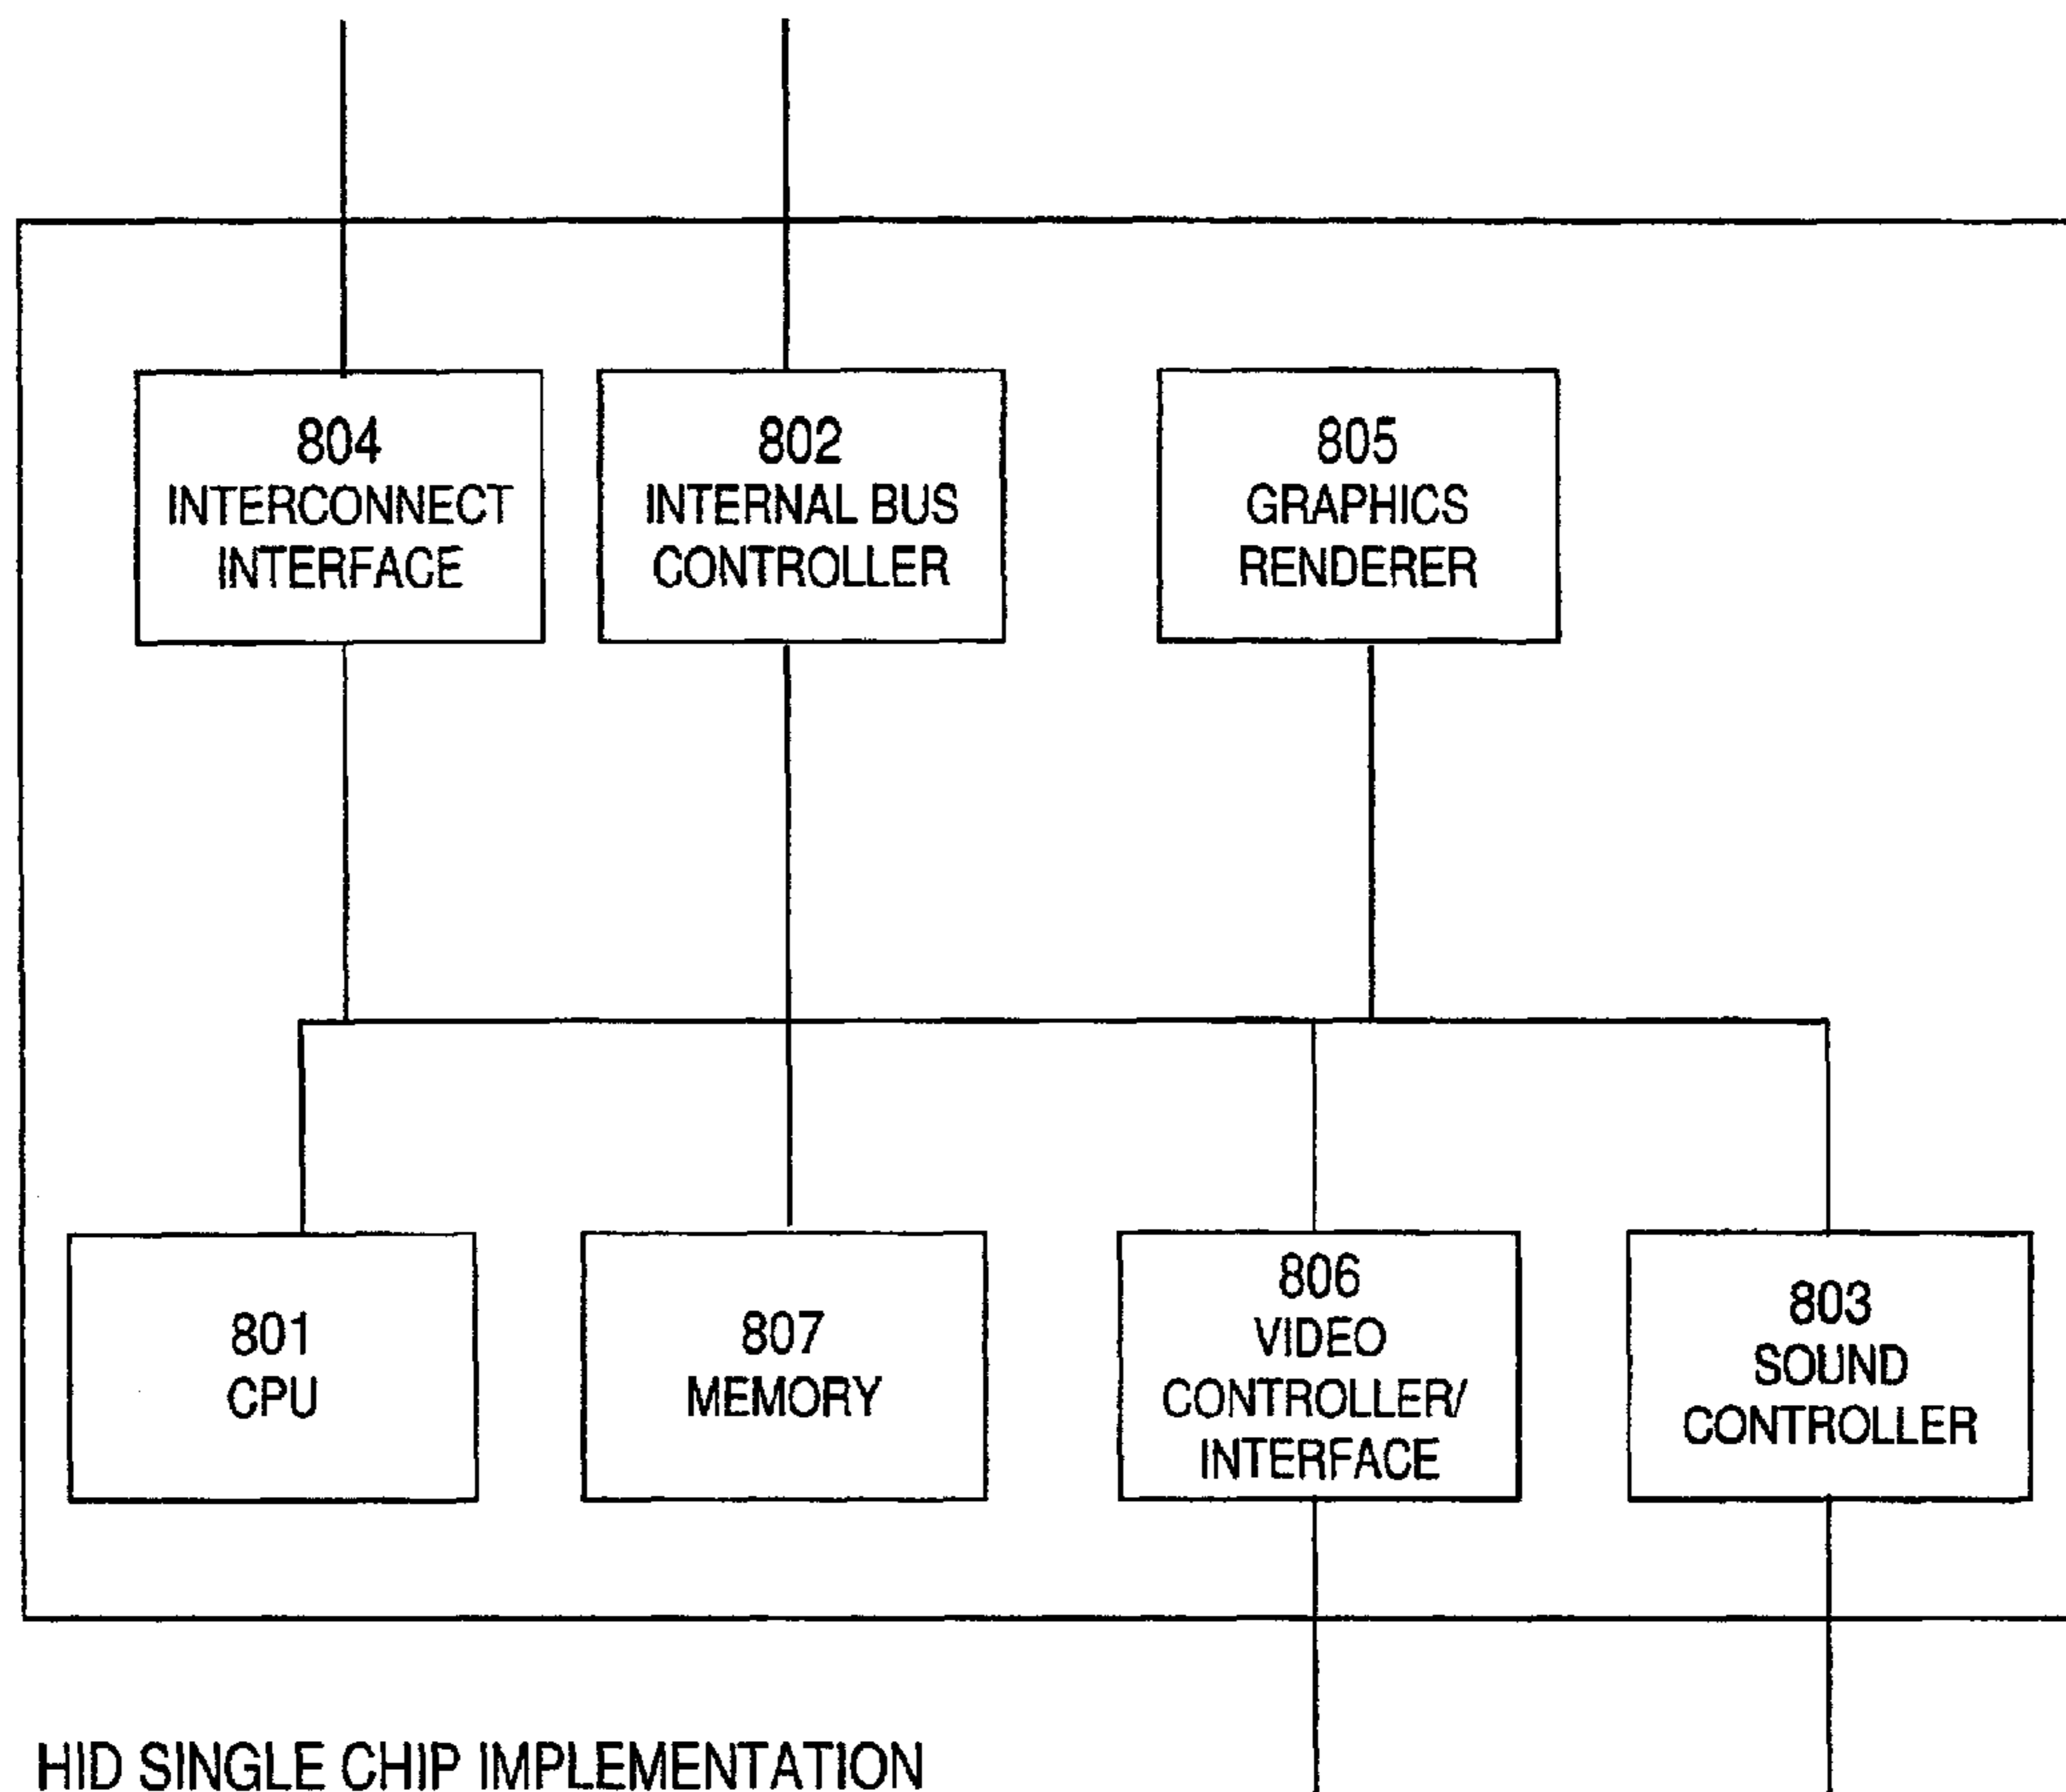 804
INTERCONNECT
INTERFACE
802
INTERNAL BUS
CONTROLLER
805
GRAPHICS
RENDERER
801
CPU
807
MEMORY
806
VIDEO
CONTROLLER/
INTERFACE
803
SOUND
CONTROLLER
HID SINGLE CHIP IMPLEMENTATION